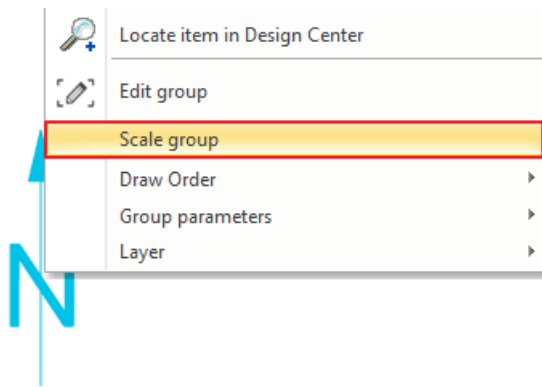 Locate item in Design Center
Edit group
Scale group
Draw Order
Group parameters
Layer
N